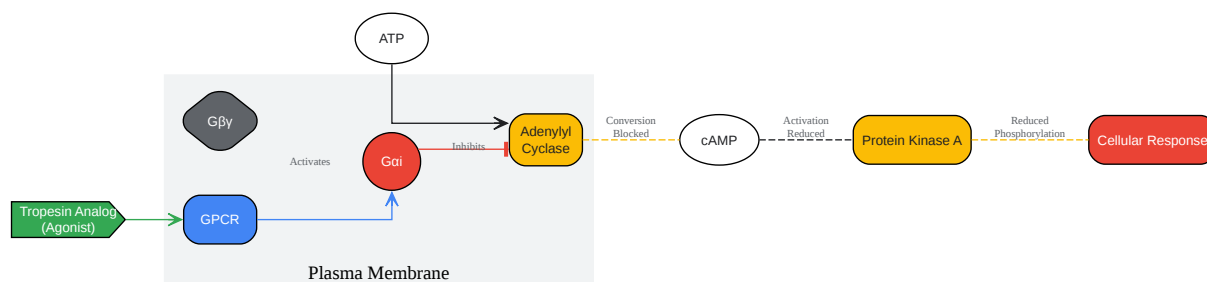 ATP
Gβγ
Activates
Gαi
Inhibits
Adenylyl
Cyclase
Conversion
Blocked
cAMP
Activation
Reduced
Protein Kinase A
Reduced
Phosphorylation
Cellular Response
Tropesin Analog
(Agonist)
GPCR
Plasma Membrane